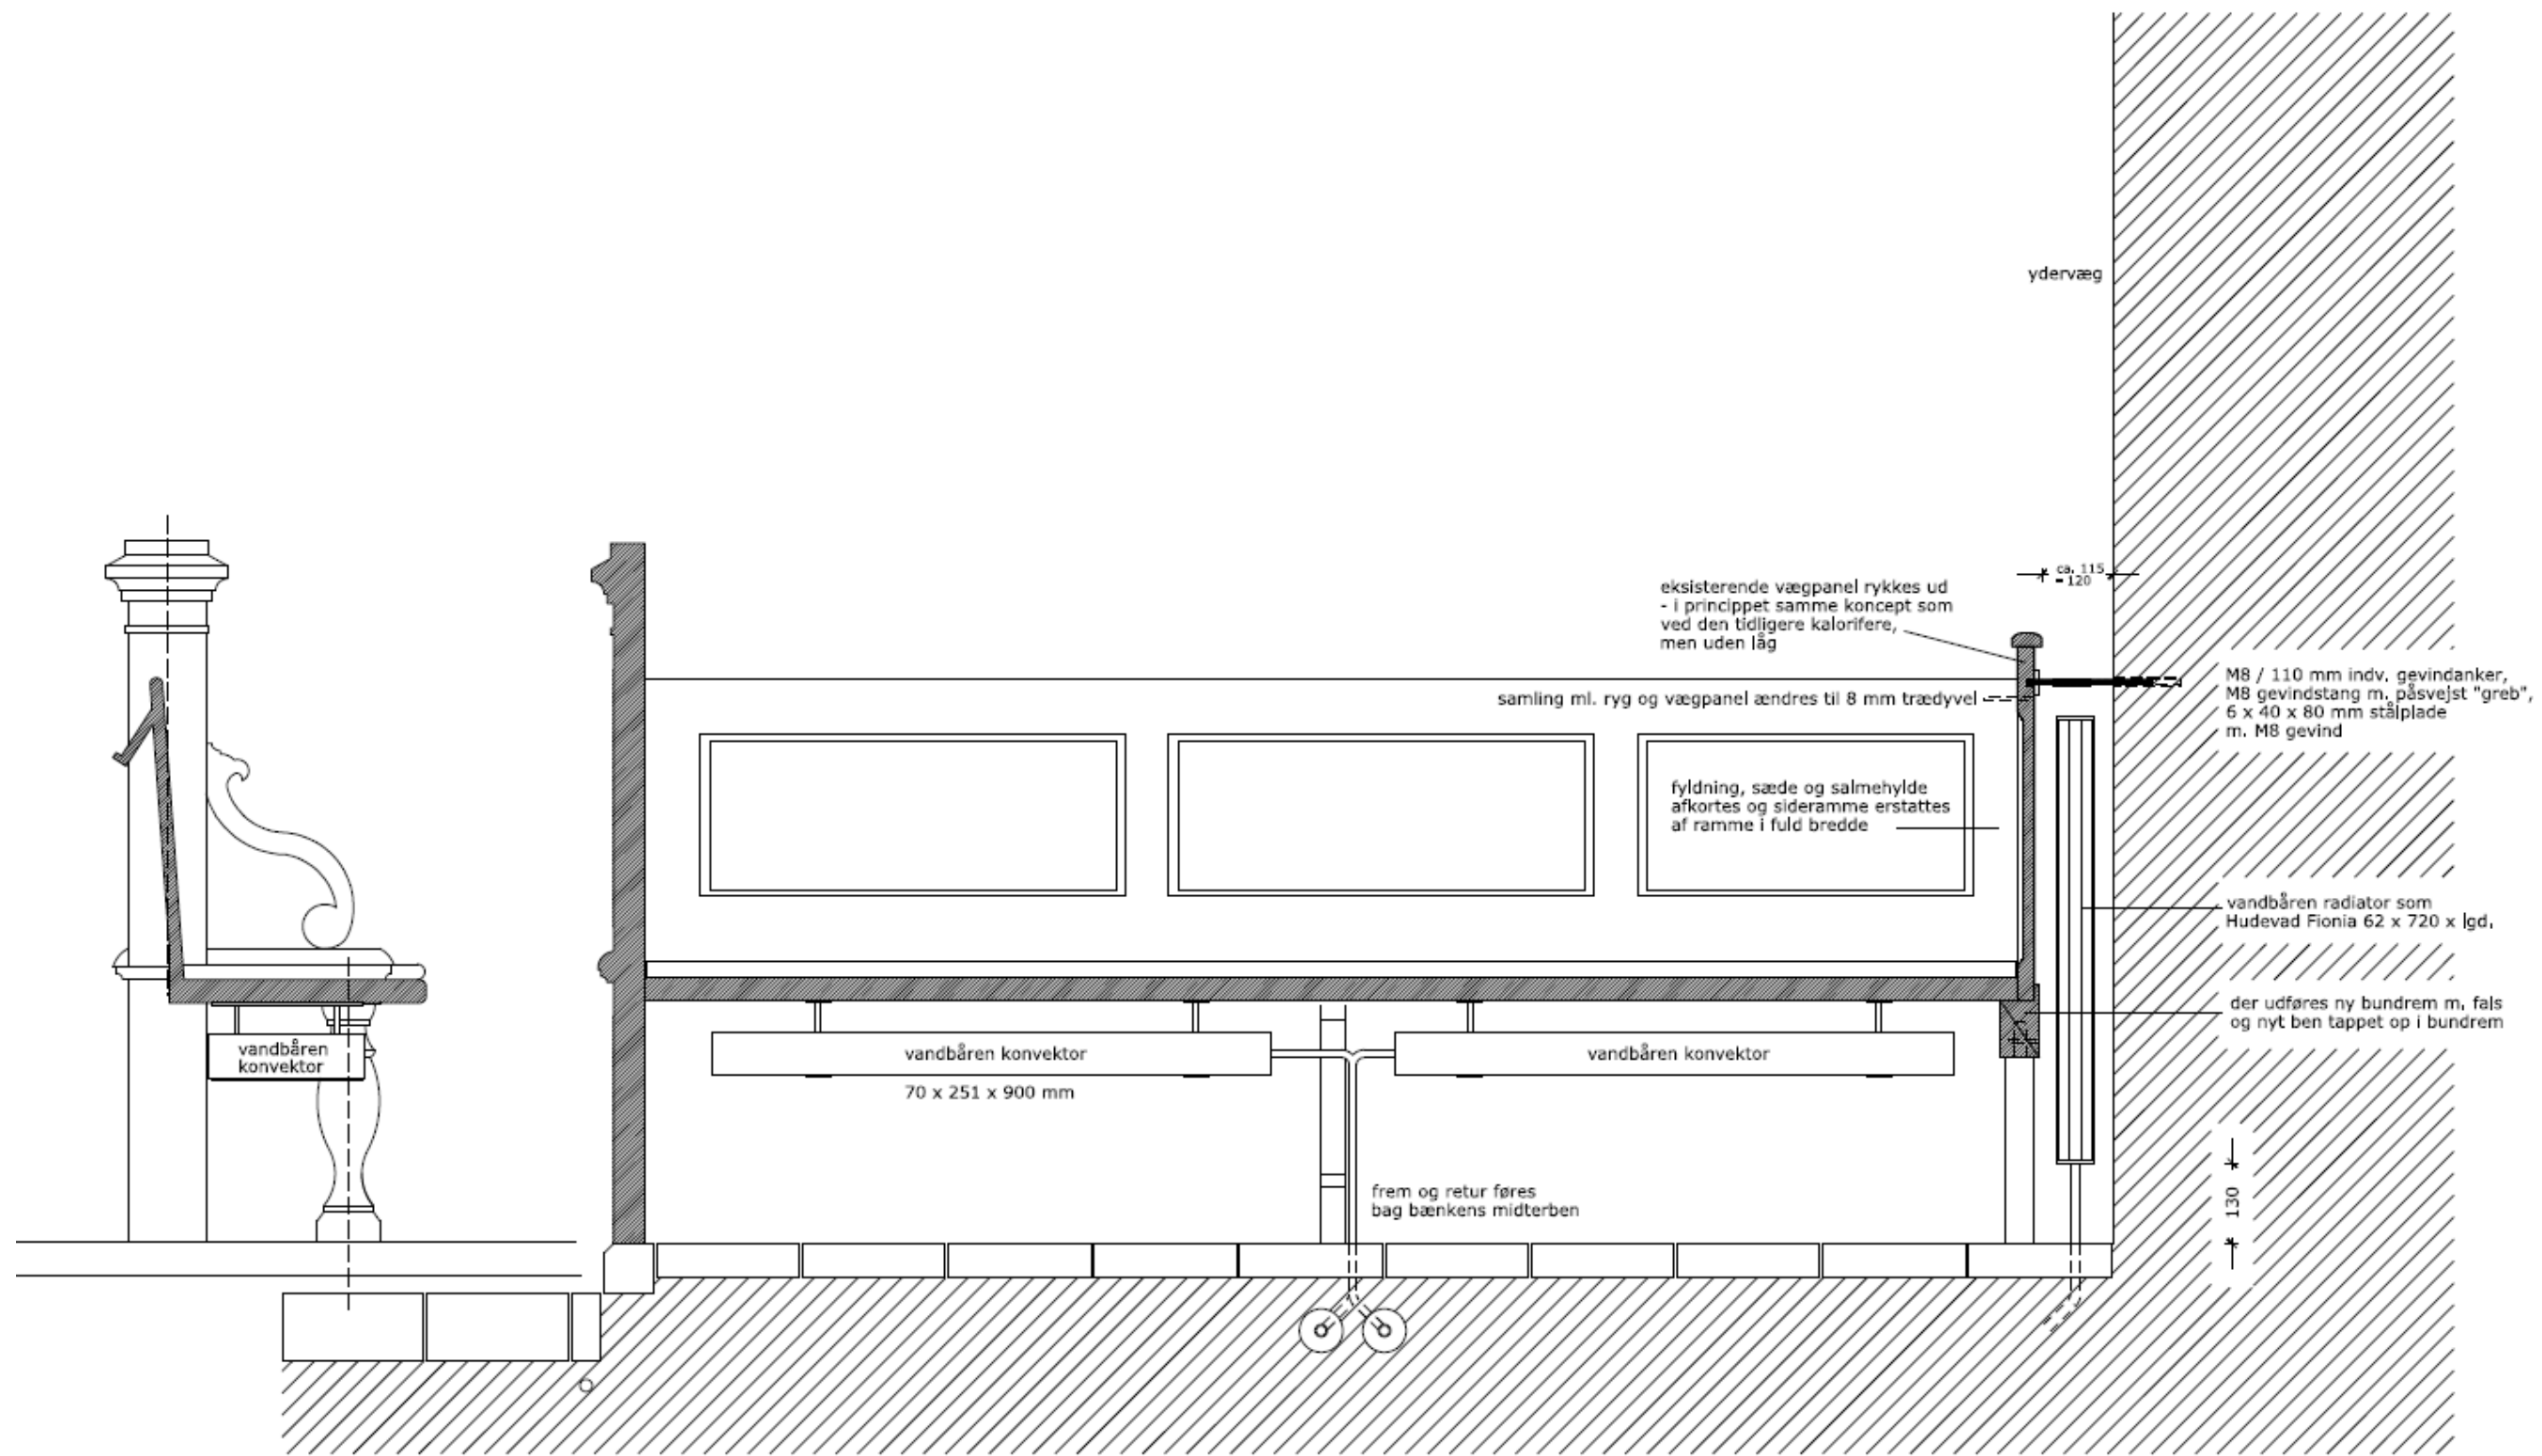 ydervæg
ca. 115
- 120
eksisterende vægpanel rykkes ud
- i princippet samme koncept som
ved den tidligere kalorifere,
men uden låg
samling ml. ryg og vægpanel ændres til 8 mm trædyvel
M8 / 110 mm indv. gevindanker,
M8 gevindstang m. påsvejst "greb",
6 x 40 x 80 mm stålplade
m. M8 gevind
fyldning, sæde og salmehylde
afkortes og sideramme erstattes
af ramme i fuld bredde
vandbåren radiator som
Hudevad Fionia 62 x 720 x lgd.
der udføres ny bundrem m. fals
og nyt ben tappet op i bundrem
vandbåren
konvektor
vandbåren konvektor
70 x 251 x 900 mm
vandbåren konvektor
frem og retur føres
bag bænkens midterben
130